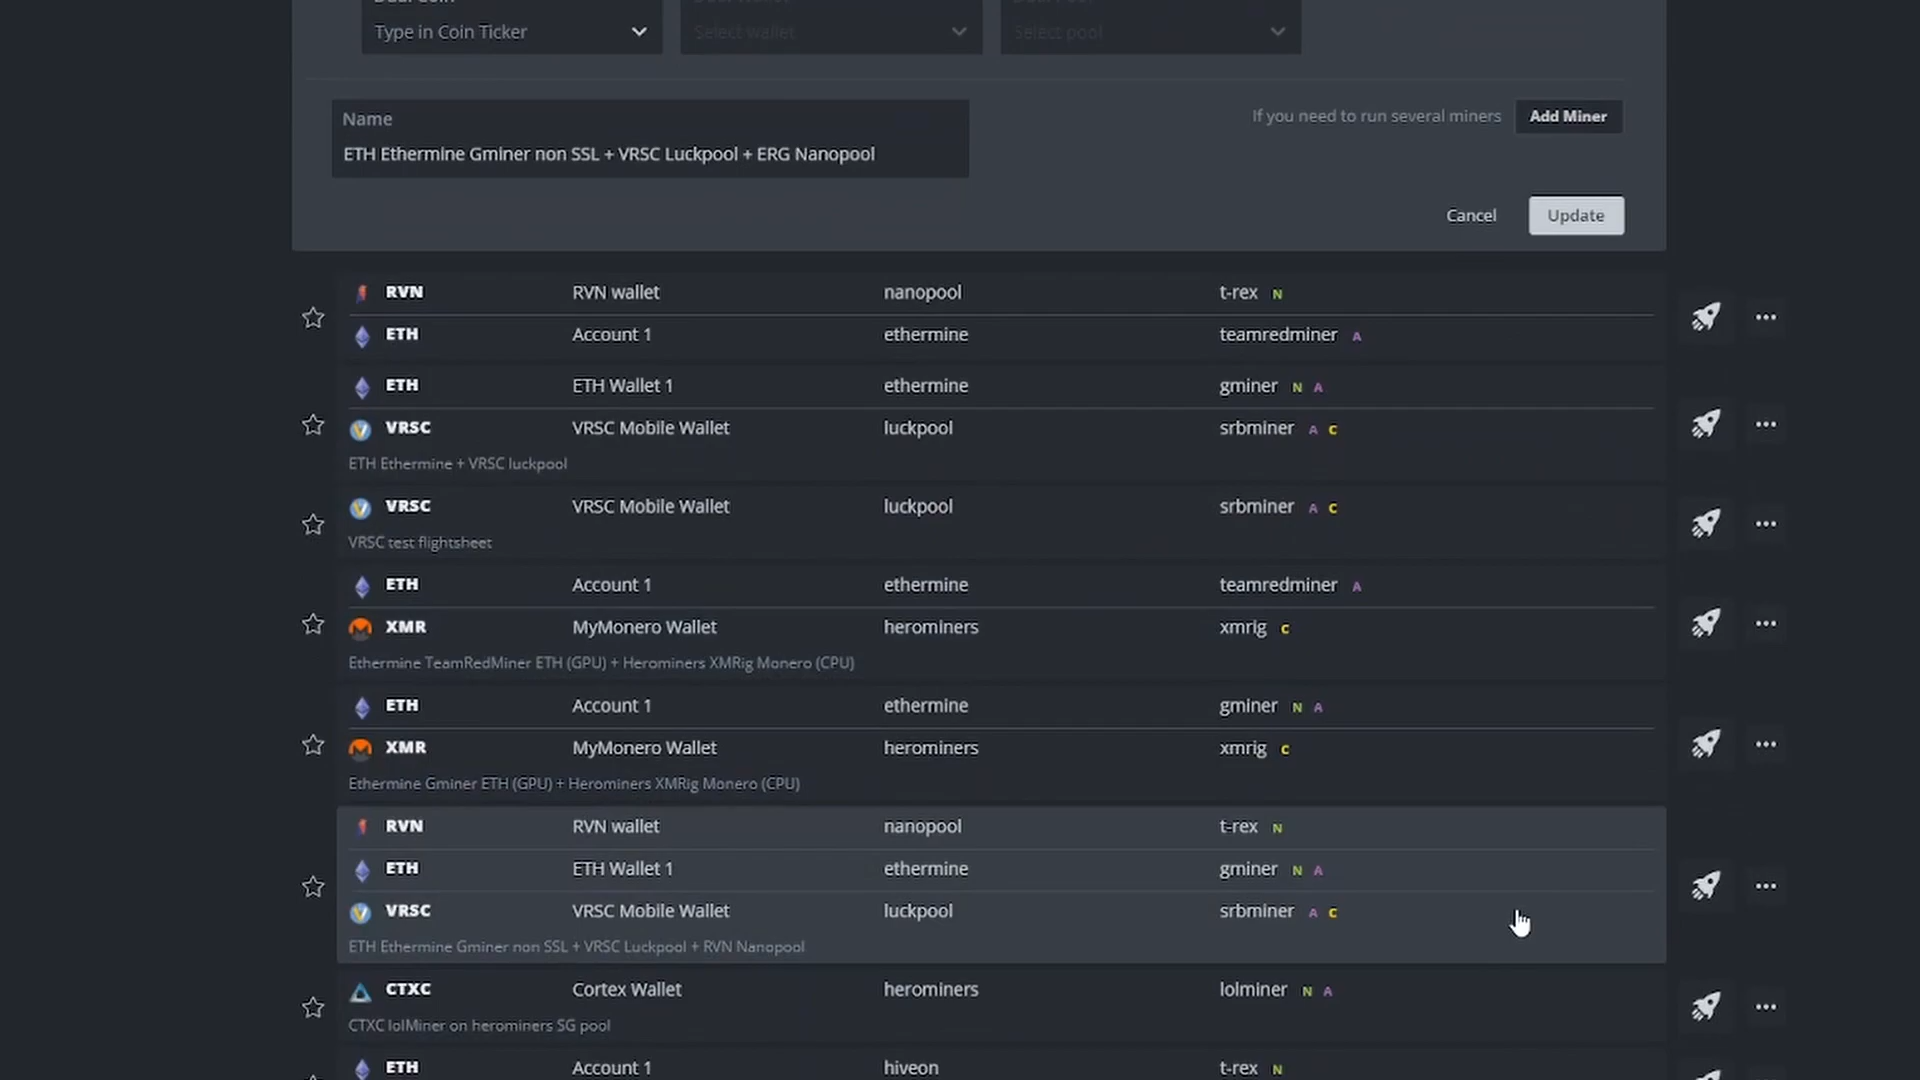 Type in Coin Ticker Select wallet Select pool
Name
ETH Ethermine Gminer non SSL + VRSC Luckpool + ERG Nanopool
If you need to run several miners Add Miner
Cancel Update
RVN RVN wallet nanopool t-rex N
ETH Account 1 ethermine teamredminer A
ETH ETH Wallet 1 ethermine gminer N A
VRSC VRSC Mobile Wallet luckpool srbminer A C
ETH Ethermine + VRSC luckpool
VRSC VRSC Mobile Wallet luckpool srbminer A C
VRSC test flightsheet
ETH Account 1 ethermine teamredminer A
XMR MyMonero Wallet herominers xmrig C
Ethermine TeamRedMiner ETH (GPU) + Herominers XMRig Monero (CPU)
ETH Account 1 ethermine gminer N A
XMR MyMonero Wallet herominers xmrig C
Ethermine Gminer ETH (GPU) + Herominers XMRig Monero (CPU)
RVN RVN wallet nanopool t-rex N
ETH ETH Wallet 1 ethermine gminer N A
VRSC VRSC Mobile Wallet luckpool srbminer A C
ETH Ethermine Gminer non SSL + VRSC Luckpool + RVN Nanopool
CTXC Cortex Wallet herominers lolminer N A
CTXC lolMiner on herominers SG pool
ETH Account 1 hiveon t-rex N